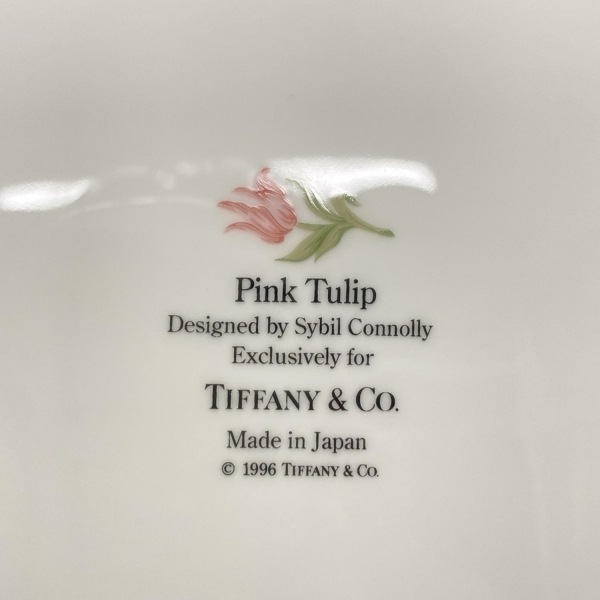 Pink Tulip
Designed by Sybil Connolly
Exclusively for
TIFFANY & CO.
Made in Japan
© 1996 TIFFANY & CO.